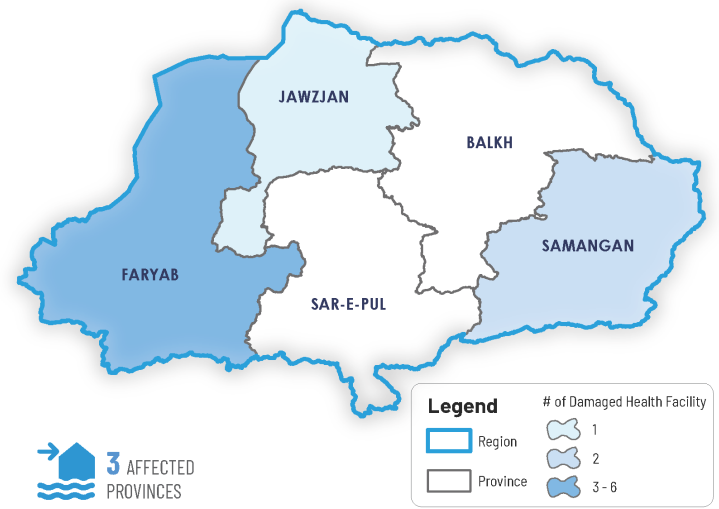 JAWZJAN
BALKH
SAMANGAN
FARYAB
SAR-E-PUL
Legend
Region
Province
# of Damaged Health Facility
1
2
3 - 6
3 AFFECTED
PROVINCES